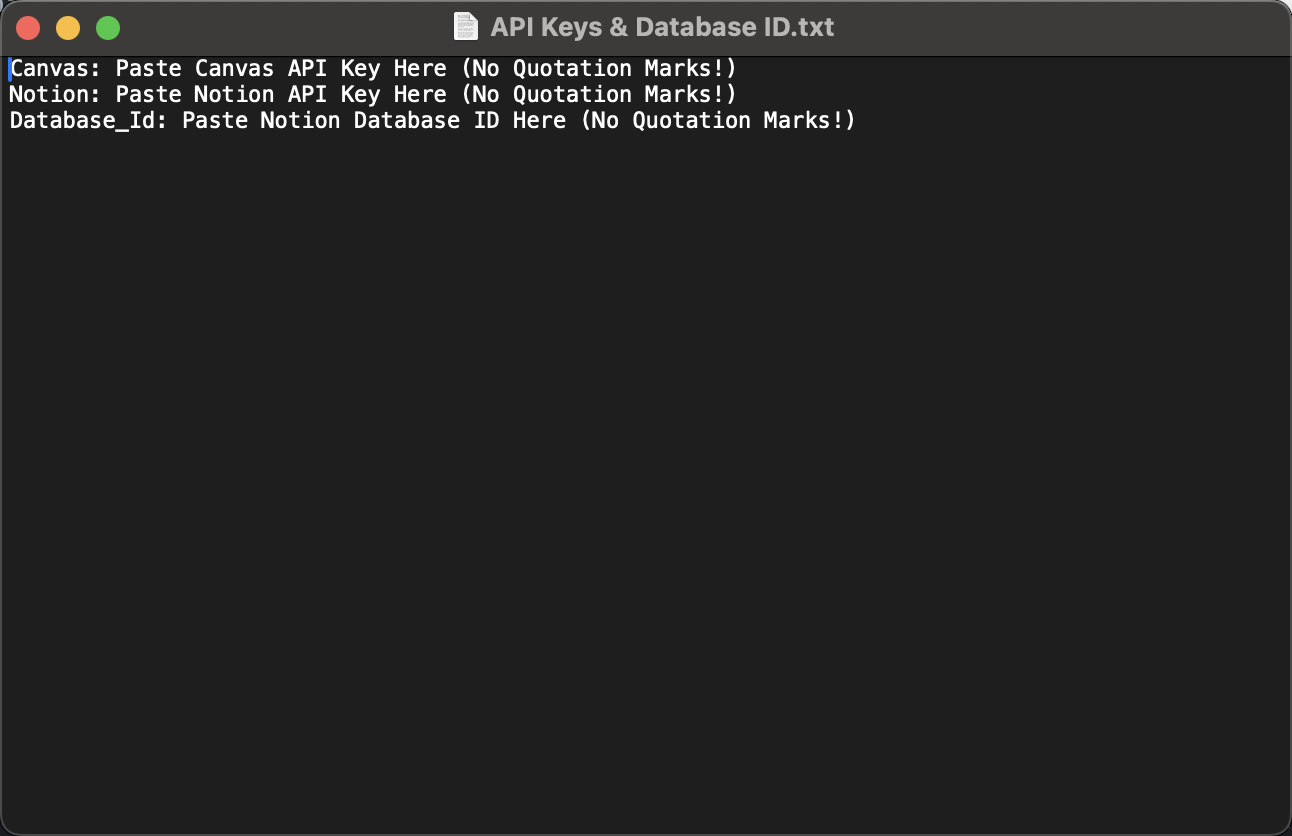 API Keys & Database ID.txt
Canvas: Paste Canvas API Key Here (No Quotation Marks!)
Notion: Paste Notion API Key Here (No Quotation Marks!)
Database_Id: Paste Notion Database ID Here (No Quotation Marks!)